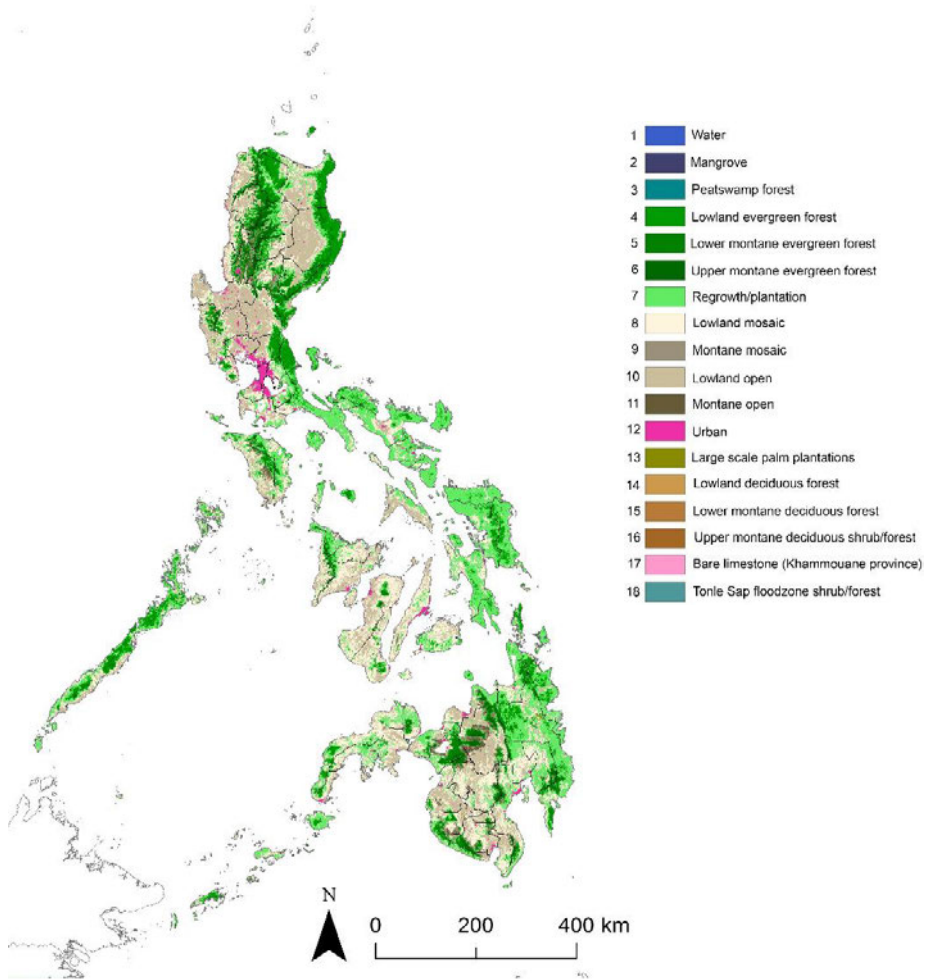 1 Water
2 Mangrove
3 Peatswamp forest
4 Lowland evergreen forest
5 Lower montane evergreen forest
6 Upper montane evergreen forest
7 Regrowth/plantation
8 Lowland mosaic
9 Montane mosaic
10 Lowland open
11 Montane open
12 Urban
13 Large scale palm plantations
14 Lowland deciduous forest
15 Lower montane deciduous forest
16 Upper montane deciduous shrub/forest
17 Bare limestone (Khammouane province)
18 Tonle Sap floodzone shrub/forest
N
0 200 400 km